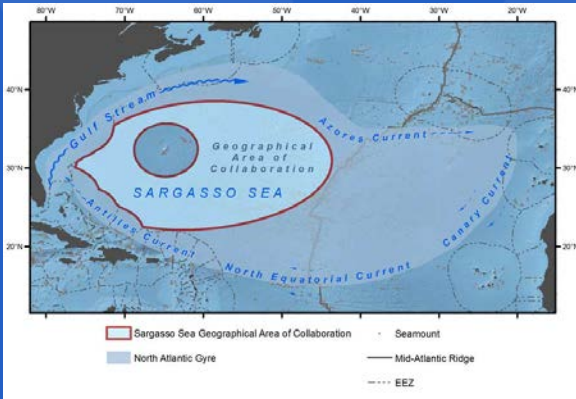 80°W 70°W 60°W 50°W 40°W 30°W 20°W
40°N 40°N
Gulf Stream
Azores Current
Geographical
Area of
Collaboration
30°N 30°N
SARGASSO SEA
Canary Current
Antilles Current
20°N 20°N
North Equatorial Current
Sargasso Sea Geographical Area of Collaboration
Seamount
North Atlantic Gyre
Mid-Atlantic Ridge
EEZ